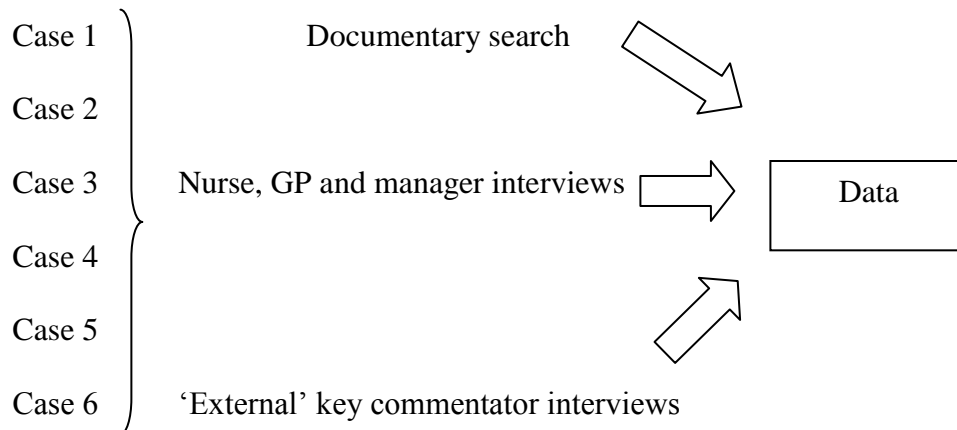 Case 1 Documentary search
Case 2
Case 3 Nurse, GP and manager interviews Data
Case 4
Case 5
Case 6 ‘External’ key commentator interviews